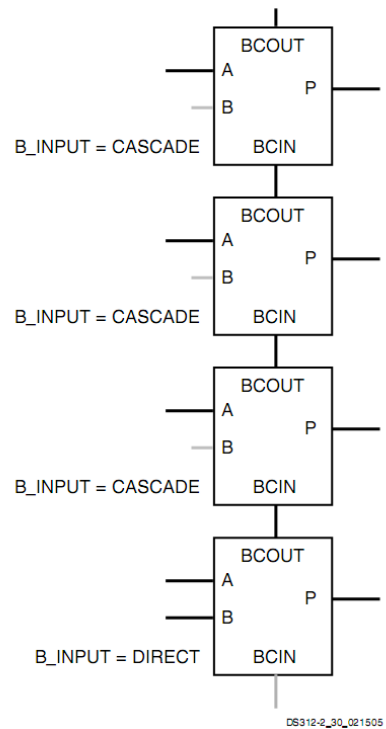 BCOUT
A
P
B
B_INPUT = CASCADE
BCIN
BCOUT
A
P
B
B_INPUT = CASCADE
BCIN
BCOUT
A
P
B
B_INPUT = CASCADE
BCIN
BCOUT
A
P
B
B_INPUT = DIRECT
BCIN
DS312-2_30_021505